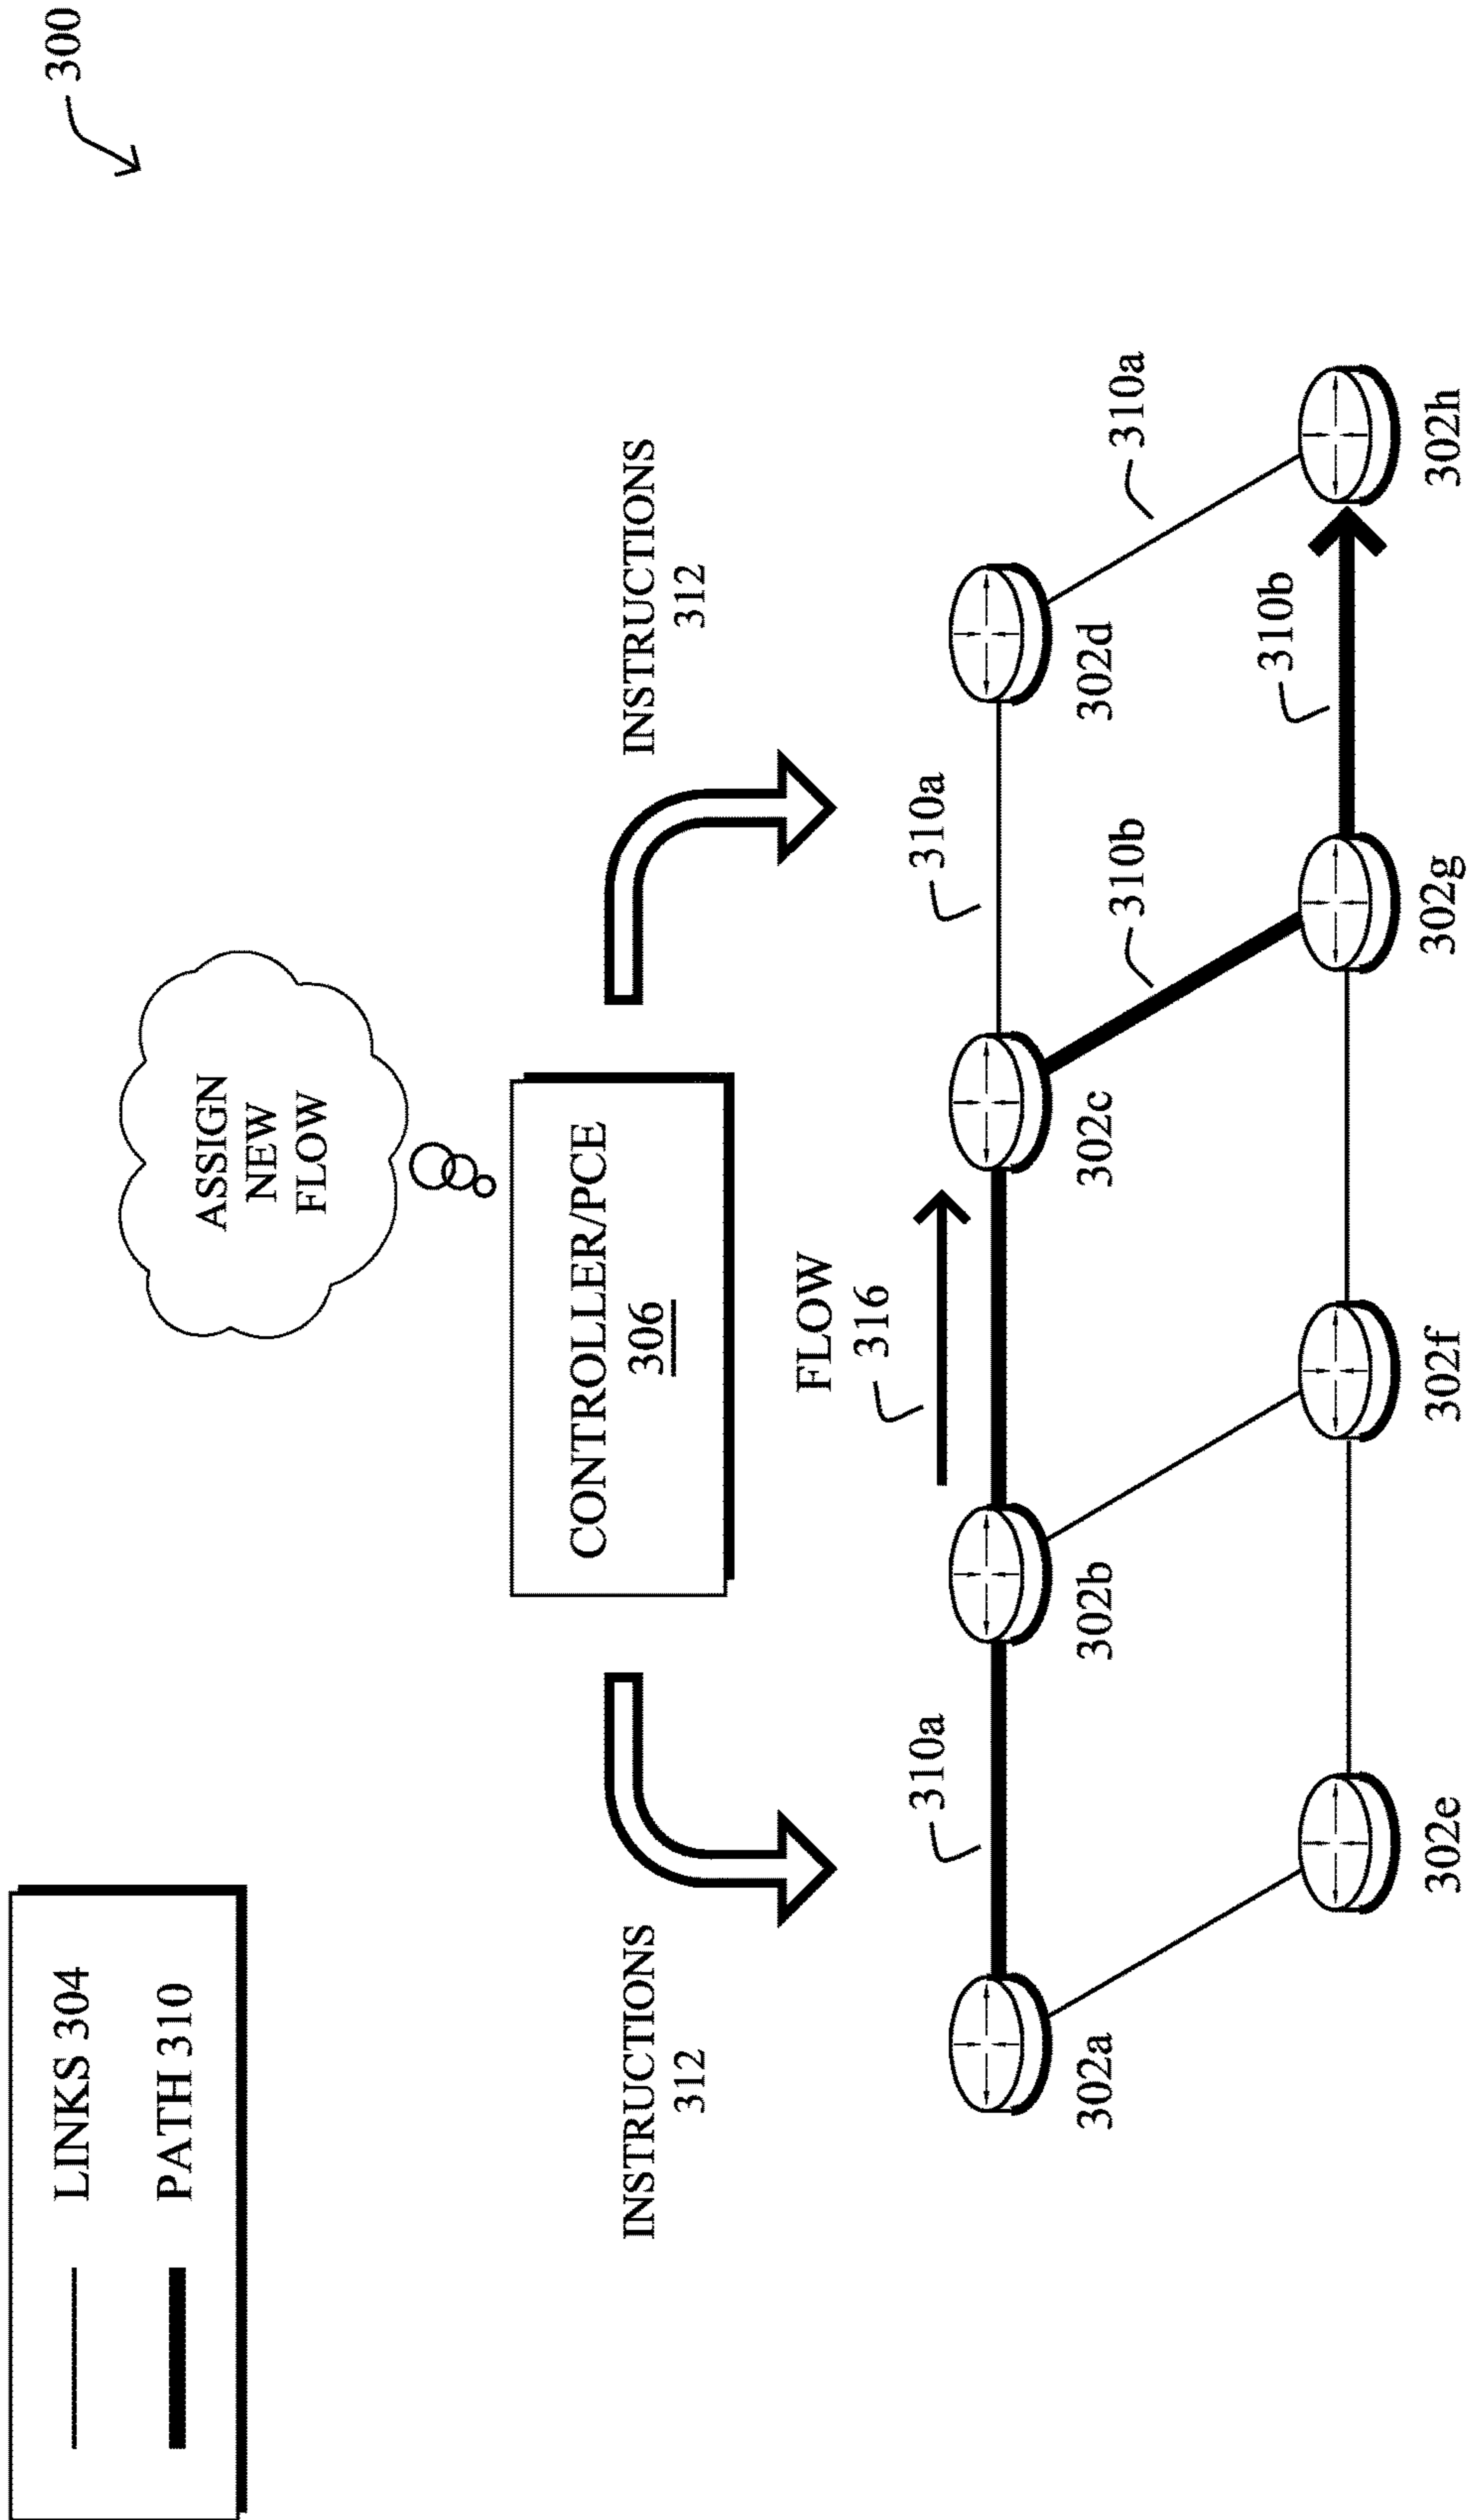 300
LINKS 304
PATH 310
ASSIGN
NEW
FLOW
CONTROLLER/PCE
306
INSTRUCTIONS
312
INSTRUCTIONS
312
FLOW
316
310a
310a
302a
302b
302c
302d
310b
310a
310b
302e
302f
302g
302h